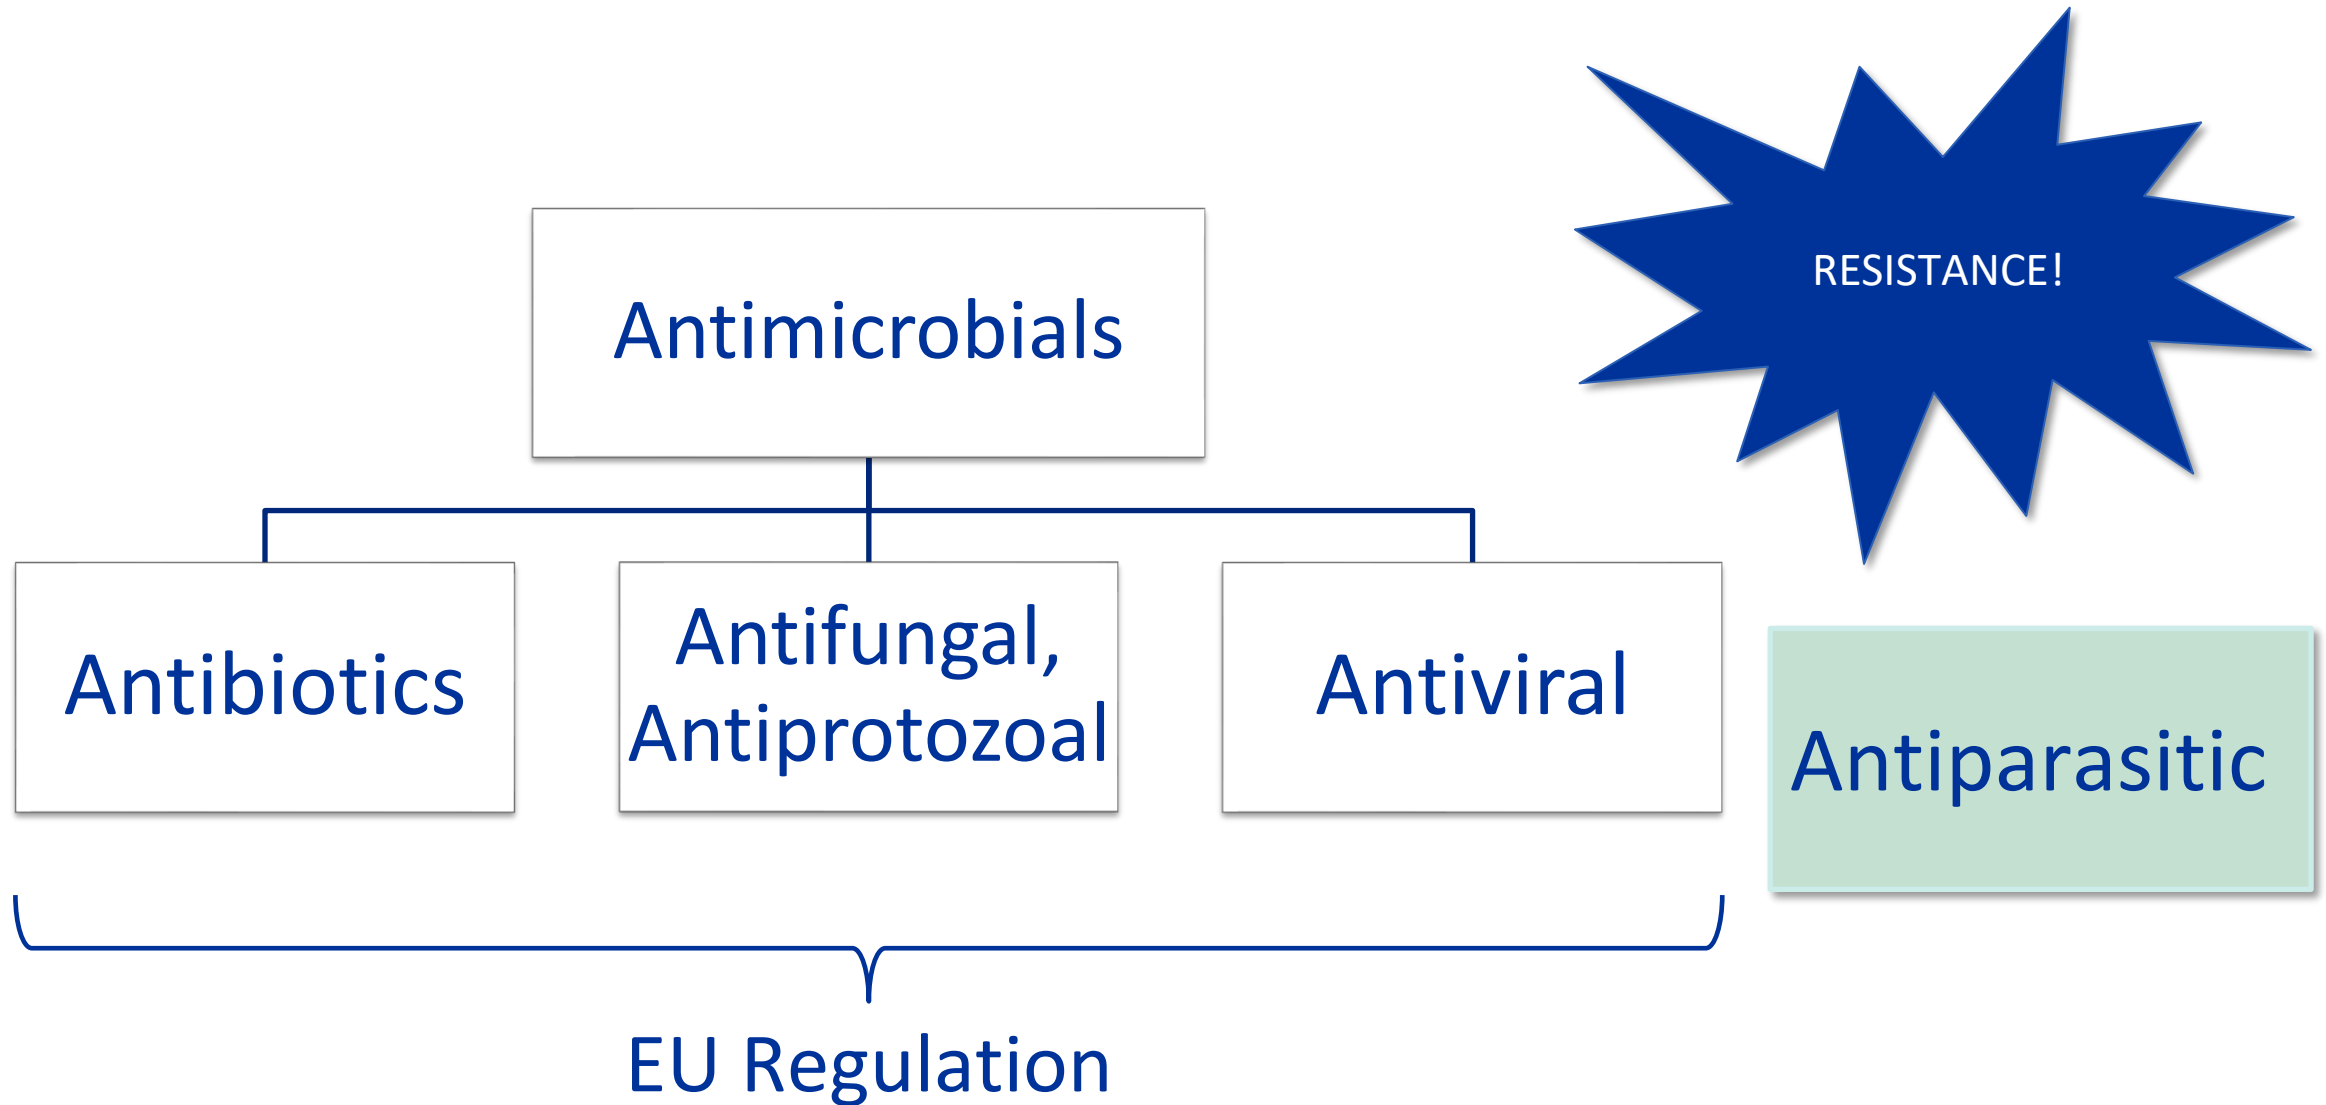 RESISTANCE!
Antimicrobials
Antibiotics
Antifungal,
Antiprotozoal
Antiviral
Antiparasitic
EU Regulation